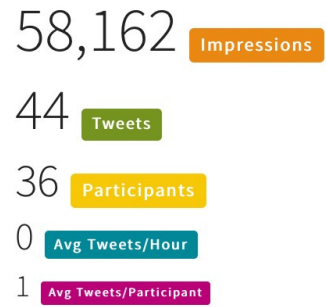 58,162 Impressions
44 Tweets
36 Participants
0 Avg Tweets/Hour
1 Avg Tweets/Participant